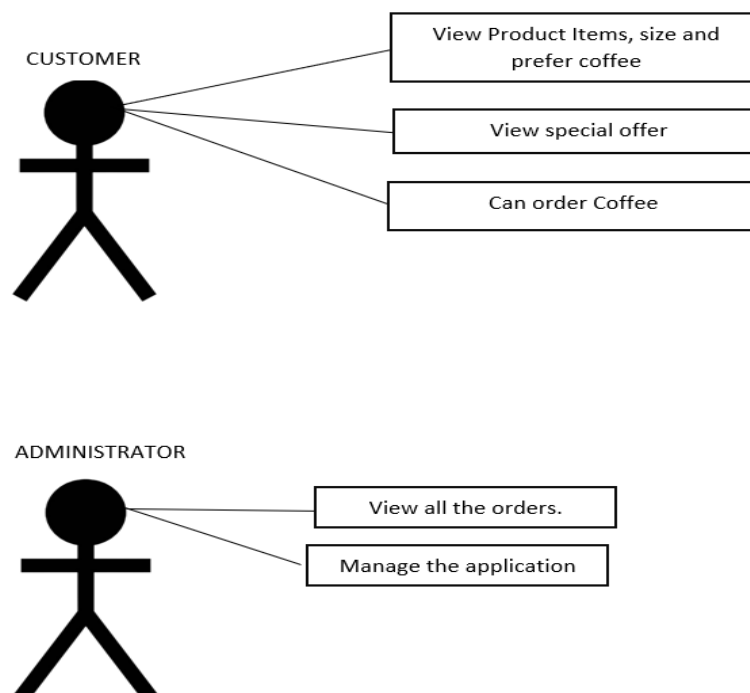 CUSTOMER
View Product Items, size and
prefer coffee
View special offer
Can order Coffee
ADMINISTRATOR
View all the orders.
Manage the application